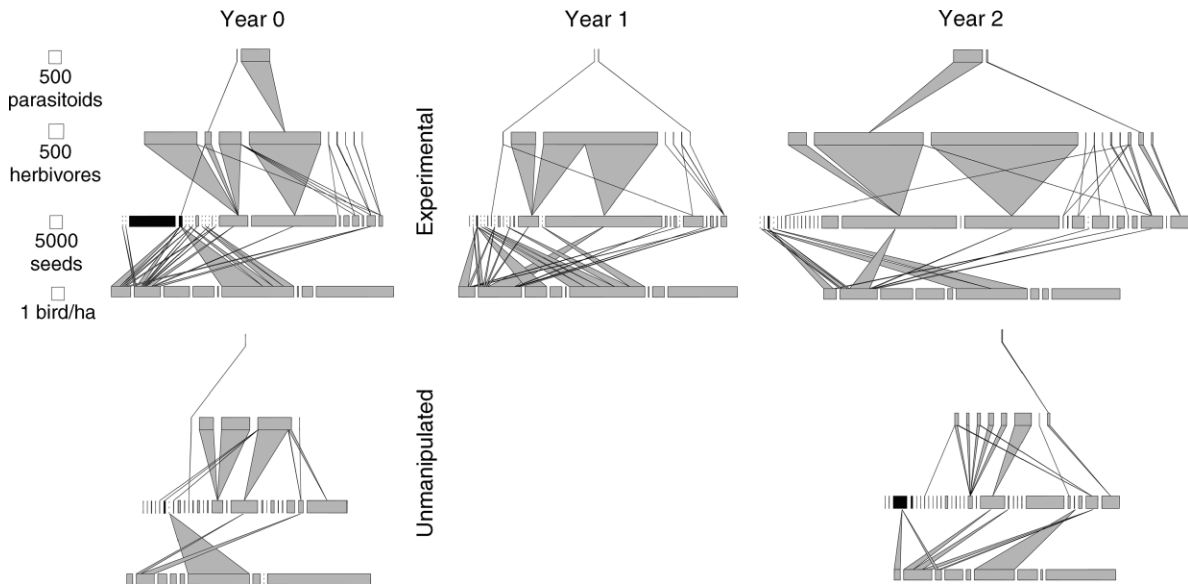 Year 0
Year 1
Year 2
500
parasitoids
500
herbivores
5000
seeds
1 bird/ha
Experimental
Unmanipulated